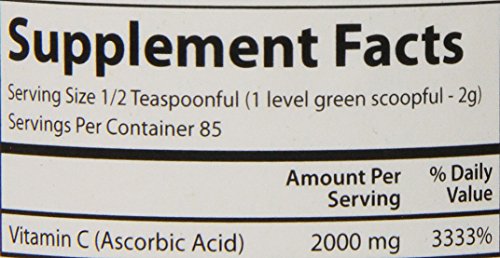 Supplement Facts
Serving Size 1/2 Teaspoonful (1 level green scoopful - 2g)
Servings Per Container 85
Amount Per % Daily
Serving Value
Vitamin C (Ascorbic Acid) 2000 mg 3333%